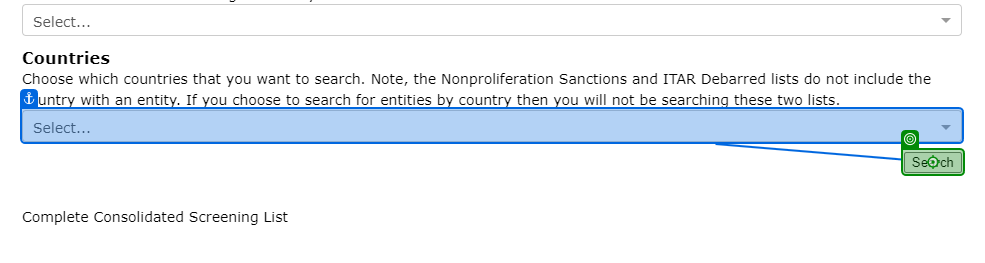 Select...
Countries
Choose which countries that you want to search. Note, the Nonproliferation Sanctions and ITAR Debarred lists do not include the
untry with an entity. If you choose to search for entities by country then you will not be searching these two lists.
Select...
Search
Complete Consolidated Screening List